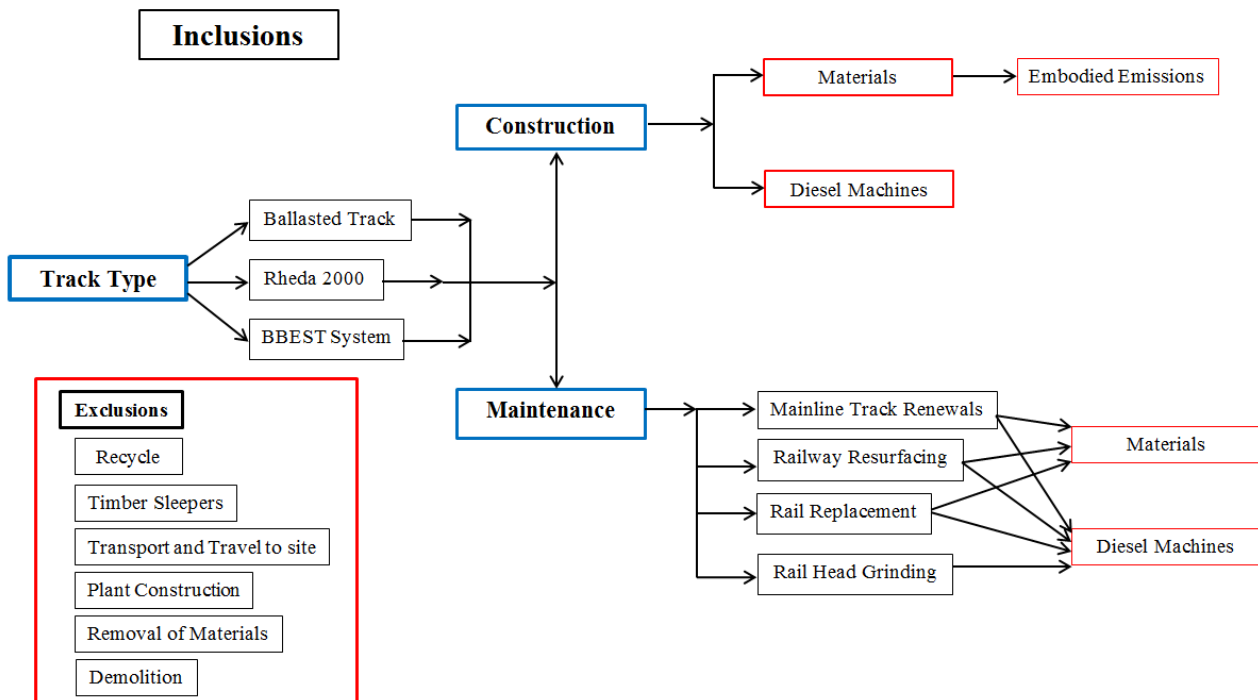 Inclusions
Materials
Embodied Emissions
Construction
Diesel Machines
Ballasted Track
Track Type
Rheda 2000
BBEST System
Exclusions
Recycle
Timber Sleepers
Transport and Travel to site
Plant Construction
Removal of Materials
Demolition
Maintenance
Mainline Track Renewals
Railway Resurfacing
Rail Replacement
Rail Head Grinding
Materials
Diesel Machines